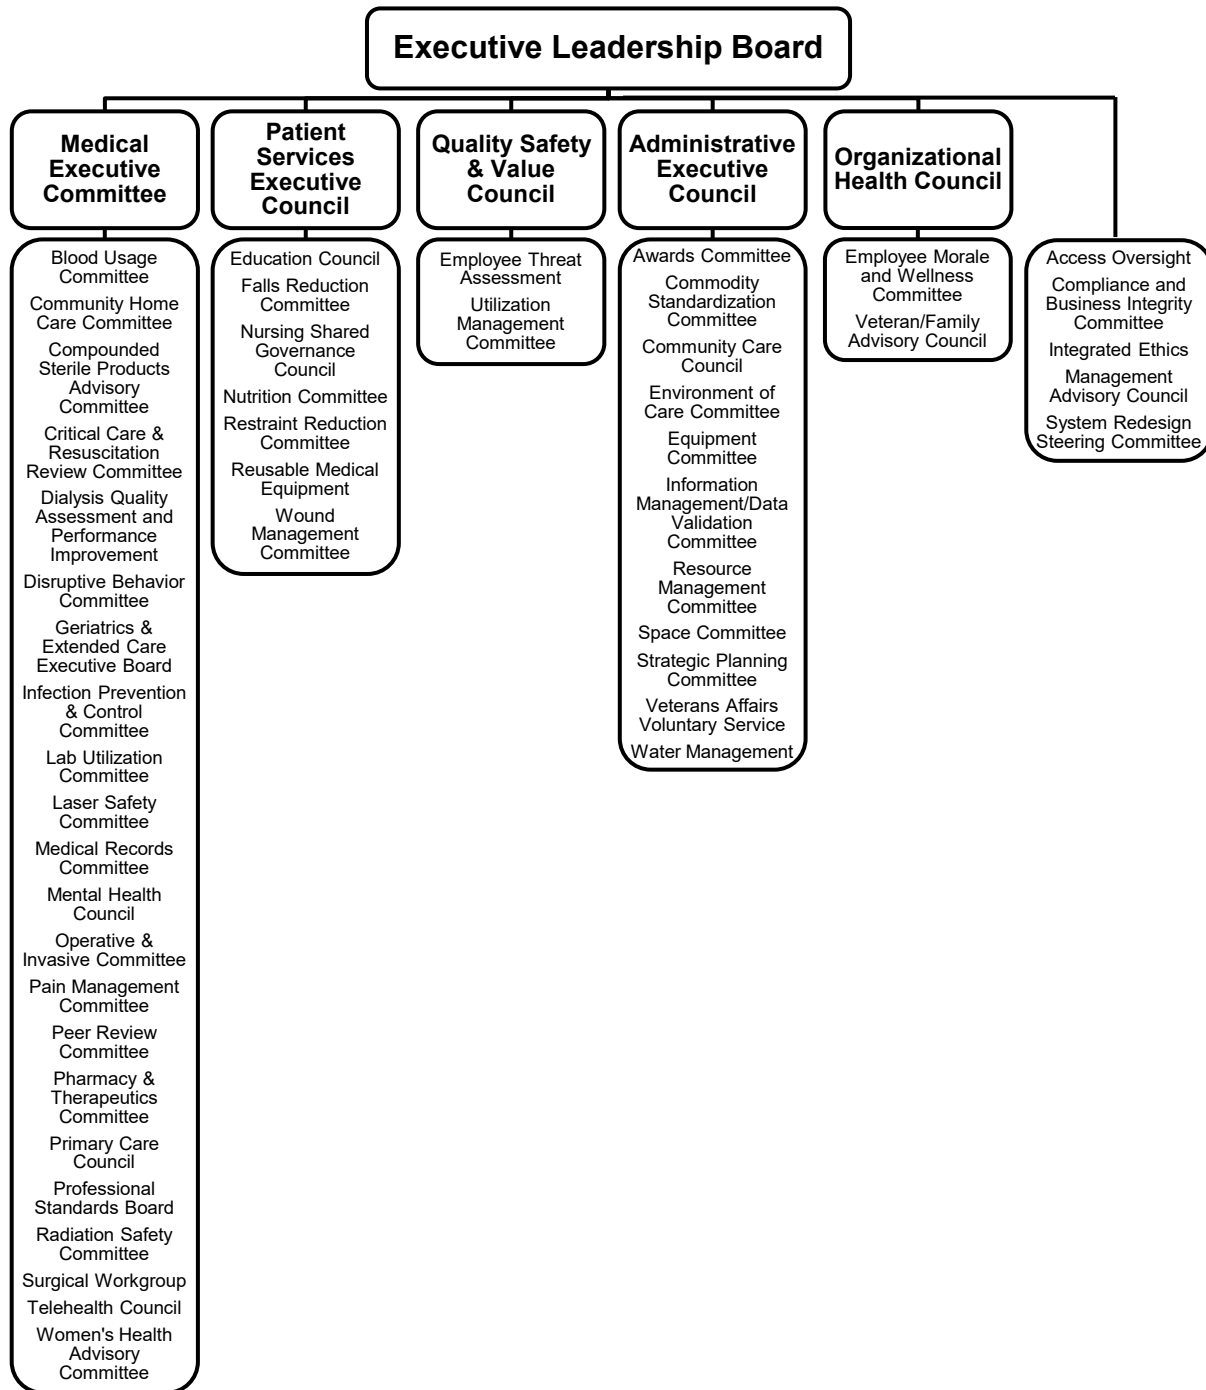 Executive Leadership Board
Medical
Executive
Committee
Blood Usage
Committee
Community Home
Care Committee
Compounded
Sterile Products
Advisory
Committee
Critical Care &
Resuscitation
Review Committee
Dialysis Quality
Assessment and
Performance
Improvement
Disruptive Behavior
Committee
Geriatrics &
Extended Care
Executive Board
Infection Prevention
& Control
Committee
Lab Utilization
Committee
Laser Safety
Committee
Medical Records
Committee
Mental Health
Council
Operative &
Invasive Committee
Pain Management
Committee
Peer Review
Committee
Pharmacy &
Therapeutics
Committee
Primary Care
Council
Professional
Standards Board
Radiation Safety
Committee
Surgical Workgroup
Telehealth Council
Women's Health
Advisory
Committee
Patient
Services
Executive
Council
Education Council
Falls Reduction
Committee
Nursing Shared
Governance
Council
Nutrition Committee
Restraint Reduction
Committee
Reusable Medical
Equipment
Wound
Management
Committee
Quality Safety
& Value
Council
Employee Threat
Assessment
Utilization
Management
Committee
Administrative
Executive
Council
Awards Committee
Commodity
Standardization
Committee
Community Care
Council
Environment of
Care Committee
Equipment
Committee
Information
Management/Data
Validation
Committee
Resource
Management
Committee
Space Committee
Strategic Planning
Committee
Veterans Affairs
Voluntary Service
Water Management
Organizational
Health Council
Employee Morale
and Wellness
Committee
Veteran/Family
Advisory Council
Access Oversight
Compliance and
Business Integrity
Committee
Integrated Ethics
Management
Advisory Council
System Redesign
Steering Committee